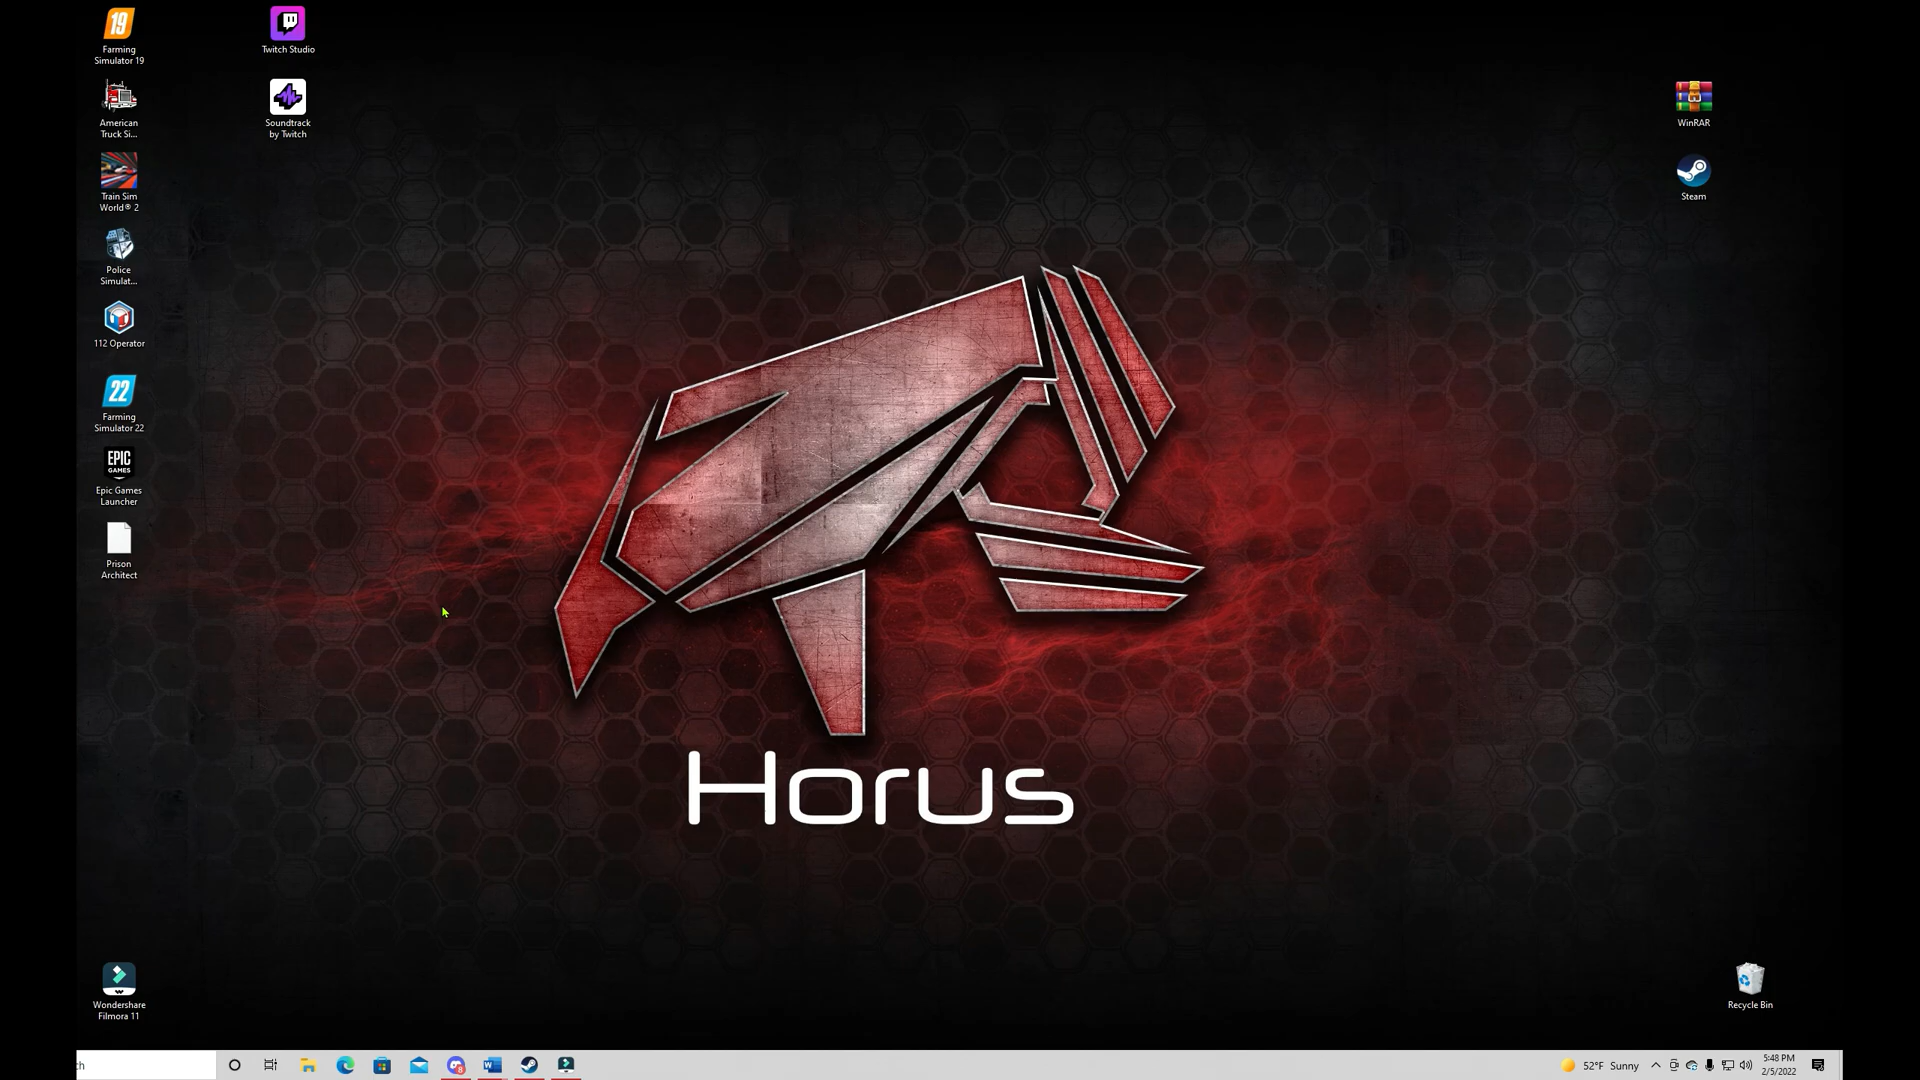 19
Farming
Simulator 19
American
Truck Si...
Train Sim
World® 2
Police
Simulat...
112 Operator
22
Farming
Simulator 22
EPIC
GAMES
Epic Games
Launcher
Prison
Architect
Wondershare
Filmora 11
Twitch Studio
Soundtrack
by Twitch
WinRAR
Steam
Horus
Recycle Bin
ch
8
W
52°F Sunny
5:48 PM
2/5/2022